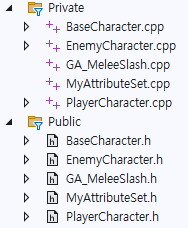 Private
BaseCharacter.cpp
EnemyCharacter.cpp
GA_MeleeSlash.cpp
MyAttributeSet.cpp
PlayerCharacter.cpp
Public
BaseCharacter.h
EnemyCharacter.h
GA_MeleeSlash.h
MyAttributeSet.h
PlayerCharacter.h